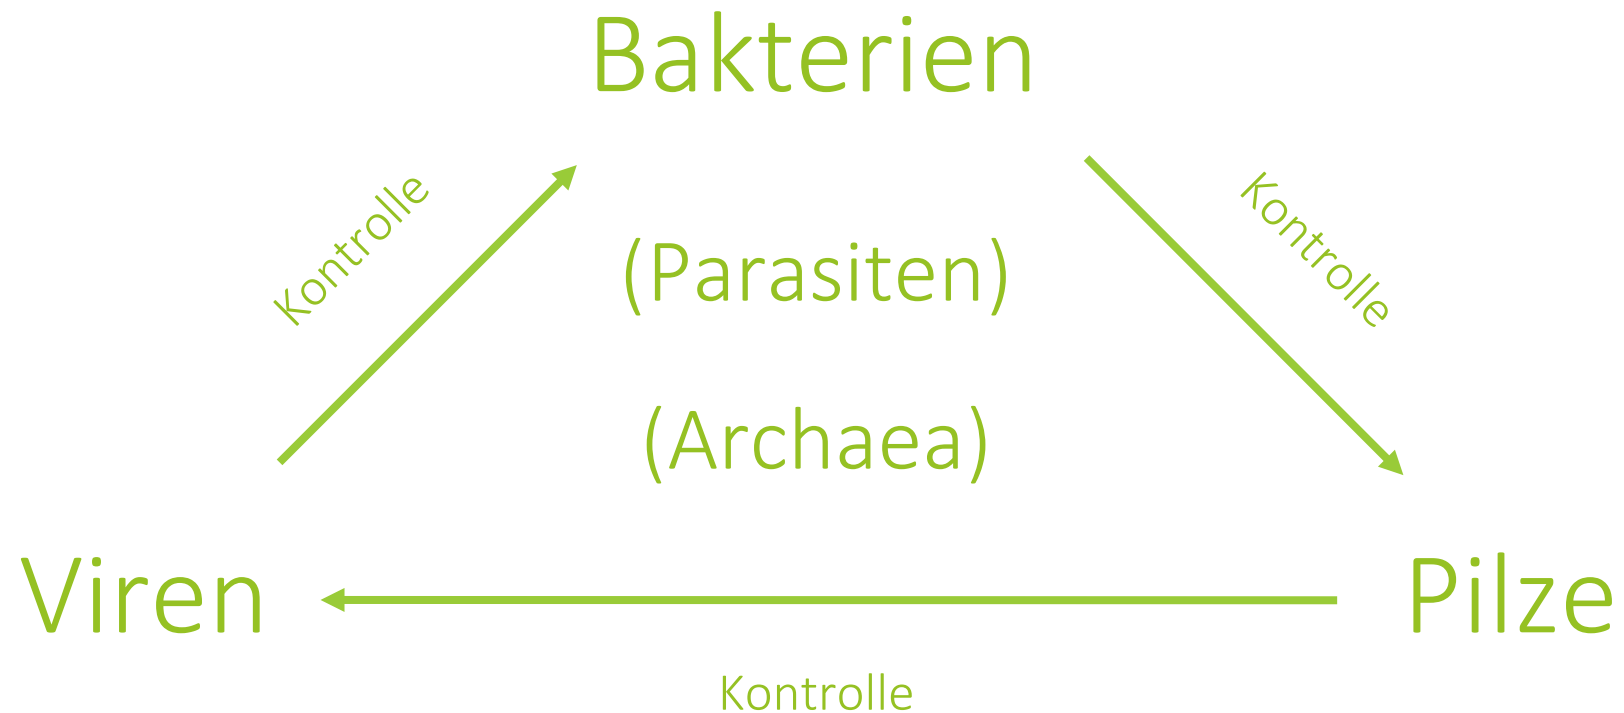 Bakterien
Kontrolle
Kontrolle
(Parasiten)
(Archaea)
Viren
Pilze
Kontrolle